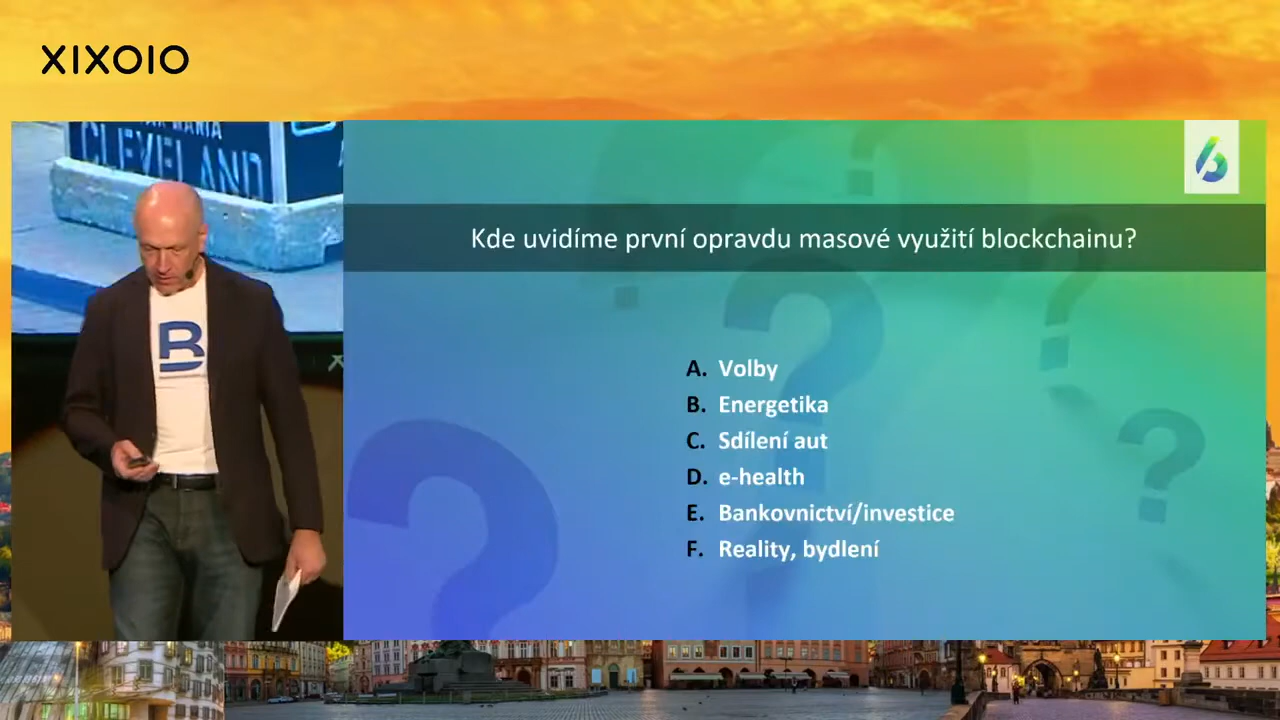 XIXOIO
CLEVELAND
B
Kde uvidíme první opravdu masové využití blockchainu?
A. Volby
B. Energetika
C. Sdílení aut
D. e-health
E. Bankovnictví/investice
F. Reality, bydlení